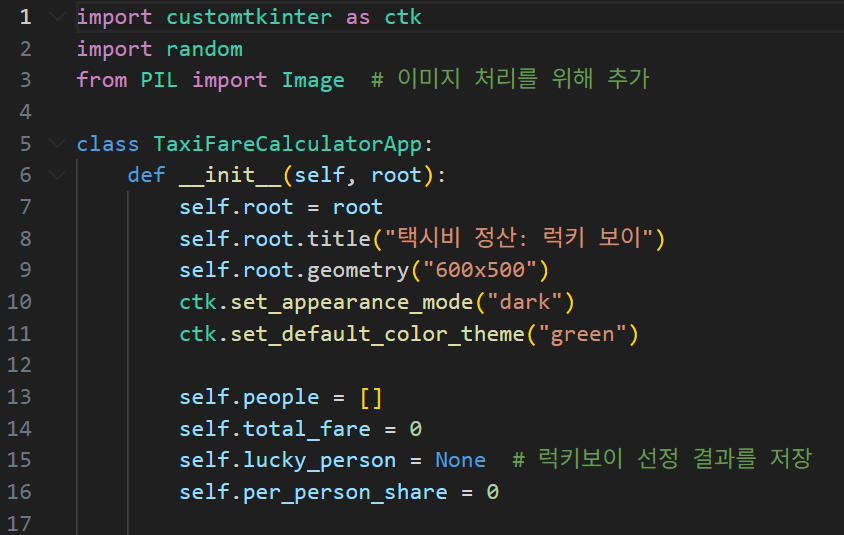 1 import customtkinter as ctk
2 import random
3 from PIL import Image  # 이미지 처리를 위해 추가
4
5 class TaxiFareCalculatorApp:
6     def __init__(self, root):
7         self.root = root
8         self.root.title("택시비 정산: 럭키 보이")
9         self.root.geometry("600x500")
10         ctk.set_appearance_mode("dark")
11         ctk.set_default_color_theme("green")
12
13         self.people = []
14         self.total_fare = 0
15         self.lucky_person = None  # 럭키보이 선정 결과를 저장
16         self.per_person_share = 0
17